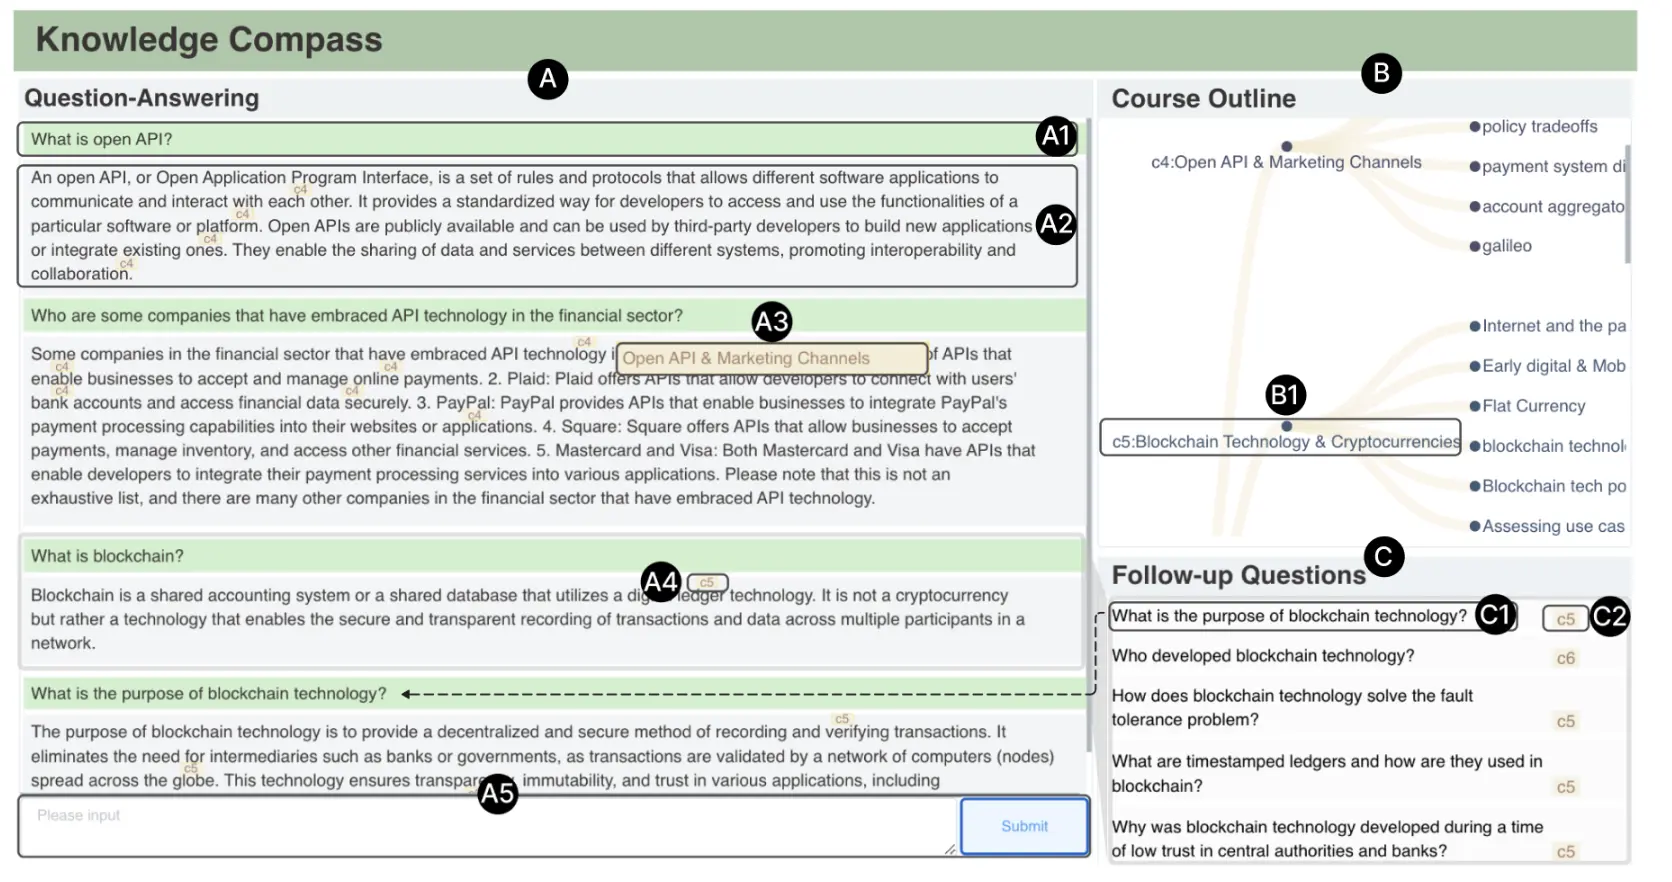 Knowledge Compass
A
Question-Answering
What is open API?
A1
An open API, or Open Application Program Interface, is a set of rules and protocols that allows different software applications to
c4
communicate and interact with each other. It provides a standardized way for developers to access and use the functionalities of a
c4
particular software or platform. Open APIs are publicly available and can be used by third-party developers to build new applications
A2
c4
or integrate existing ones. They enable the sharing of data and services between different systems, promoting interoperability and
c4
collaboration.
Who are some companies that have embraced API technology in the financial sector?
A3
c4
Some companies in the financial sector that have embraced API technology
Open API & Marketing Channels
of APIs that
c4 c4
enable businesses to accept and manage online payments. 2. Plaid: Plaid offers APIs that allow developers to connect with users'
c4 c4
bank accounts and access financial data securely. 3. PayPal: PayPal provides APIs that enable businesses to integrate PayPal's
c4
payment processing capabilities into their websites or applications. 4. Square: Square offers APIs that allow businesses to accept
payments, manage inventory, and access other financial services. 5. Mastercard and Visa: Both Mastercard and Visa have APIs that
enable developers to integrate their payment processing services into various applications. Please note that this is not an
exhaustive list, and there are many other companies in the financial sector that have embraced API technology.
What is blockchain?
A4
c5
Blockchain is a shared accounting system or a shared database that utilizes a ledger technology. It is not a cryptocurrency
but rather a technology that enables the secure and transparent recording of transactions and data across multiple participants in a
network.
What is the purpose of blockchain technology?
c5
The purpose of blockchain technology is to provide a decentralized and secure method of recording and verifying transactions. It
eliminates the need for intermediaries such as banks or governments, as transactions are validated by a network of computers (nodes)
c5
spread across the globe. This technology ensures immutability, and trust in various applications, including
A5
Please input
Submit
B
Course Outline
c4:Open API & Marketing Channels
policy tradeoffs
payment system di
account aggregato
galileo
B1
c5:Blockchain Technology & Cryptocurrencies
Internet and the pa
Early digital & Mob
Flat Currency
blockchain technol
Blockchain tech po
Assessing use cas
C
Follow-up Questions
What is the purpose of blockchain technology?
C1
c5
C2
Who developed blockchain technology?
c6
How does blockchain technology solve the fault
tolerance problem?
c5
What are timestamped ledgers and how are they used in
blockchain?
c5
Why was blockchain technology developed during a time
of low trust in central authorities and banks?
c5